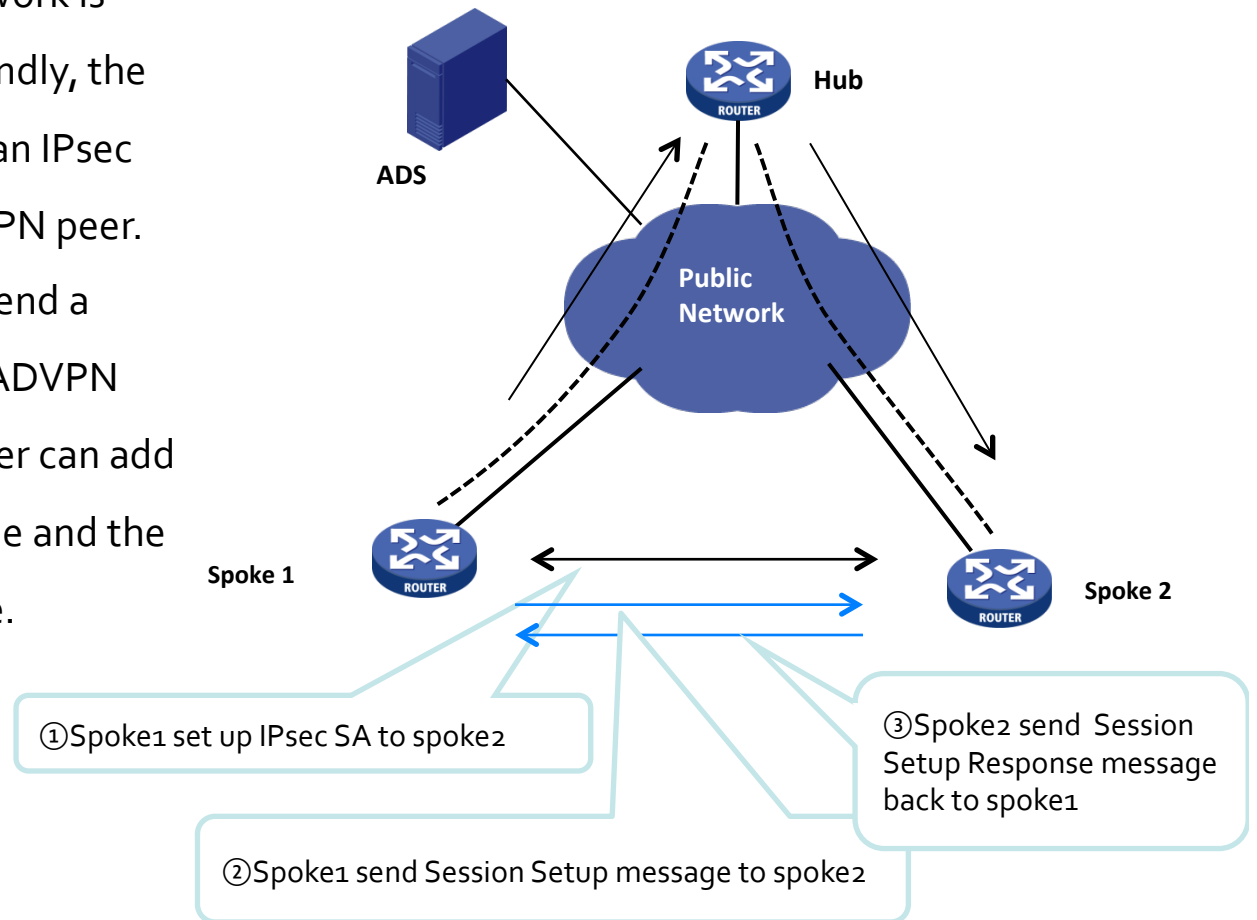 work is
ndly, the
an IPsec
PN peer.
end a
ADVPN
er can add
e and the
e.
ADS
ROUTER
Hub
Public
Network
Spoke 1
ROUTER
ROUTER
Spoke 2
①Spoke1 set up IPsec SA to spoke2
②Spoke1 send Session Setup message to spoke2
③Spoke2 send Session
Setup Response message
back to spoke1